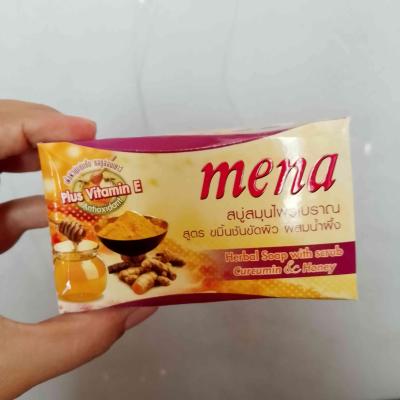 mena
สบู่สมุนไพรโบราณ
สูตร ขมิ้นชันขัดผิว ผสมน้ำผึ้ง
Herbal Soap with scrub
Curcumin & Honey
Plus Vitamin E
Antioxidants